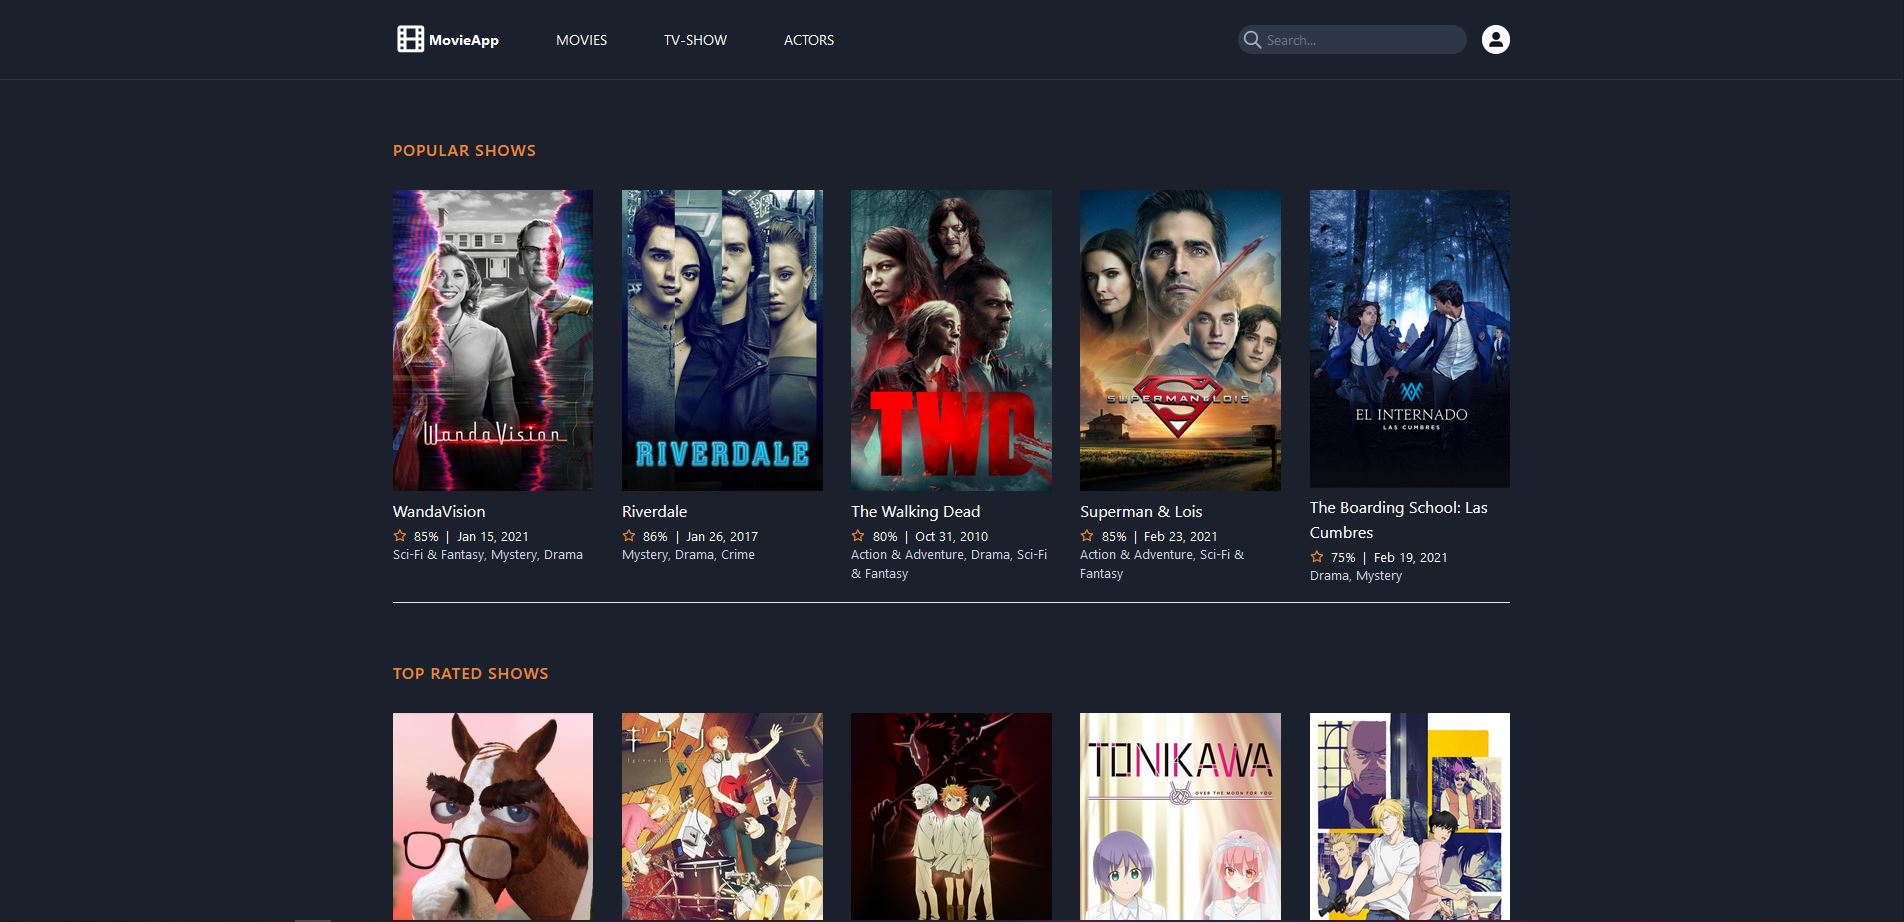 MovieApp
MOVIES
TV-SHOW
ACTORS
Search...
POPULAR SHOWS
WandaVision
RIVERDALE
TWD
SUPERMAN & LOIS
EL INTERNADO
LAS CUMBRES
WandaVision
85% | Jan 15, 2021
Sci-Fi & Fantasy, Mystery, Drama
Riverdale
86% | Jan 26, 2017
Mystery, Drama, Crime
The Walking Dead
80% | Oct 31, 2010
Action & Adventure, Drama, Sci-Fi
& Fantasy
Superman & Lois
85% | Feb 23, 2021
Action & Adventure, Sci-Fi &
Fantasy
The Boarding School: Las
Cumbres
75% | Feb 19, 2021
Drama, Mystery
TOP RATED SHOWS
ギヴン
given
TONIKAWA
OVER THE MOON FOR YOU